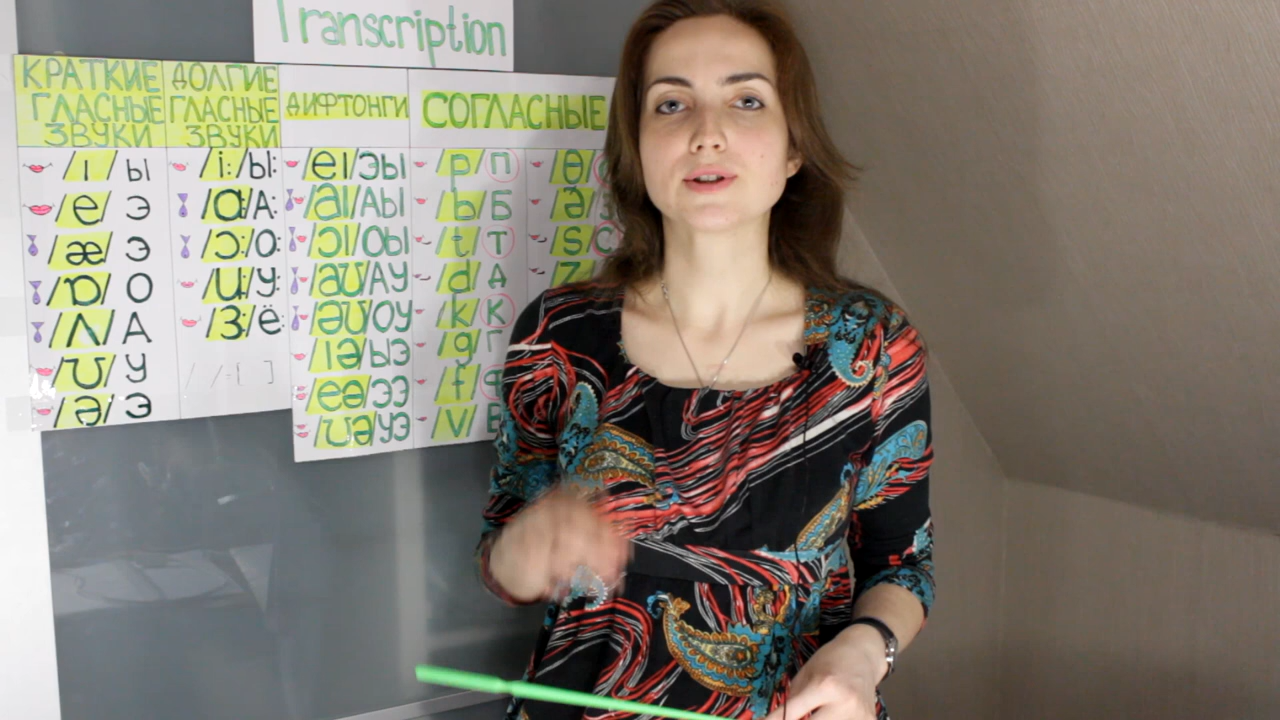 Transcription
КРАТКИЕ ГЛАСНЫЕ ЗВУКИ
ДОЛГИЕ ГЛАСНЫЕ ЗВУКИ
ДИФТОНГИ
СОГЛАСНЫЕ
/ɪ/ Ы
/e/ Э
/æ/ Э
/ɒ/ О
/ʌ/ А
/ʊ/ У
/ə/ Э
/i:/Ы:
/ɑ:/А:
/ɔ:/О:
/u:/У:
/ɜ:/Ё:
/ /-[ ]
/eɪ/ЭЫ
/aɪ/АЫ
/ɔɪ/ОЫ
/aʊ/АУ
/əʊ/ОУ
/ɪə/ЫЭ
/eə/ЭЭ
/ʊə/УЭ
/p/ П
/b/ Б
/t/ Т
/d/ Д
/k/ К
/g/ Г
/f/
/v/ В
/θ/
/s/ С
/z/